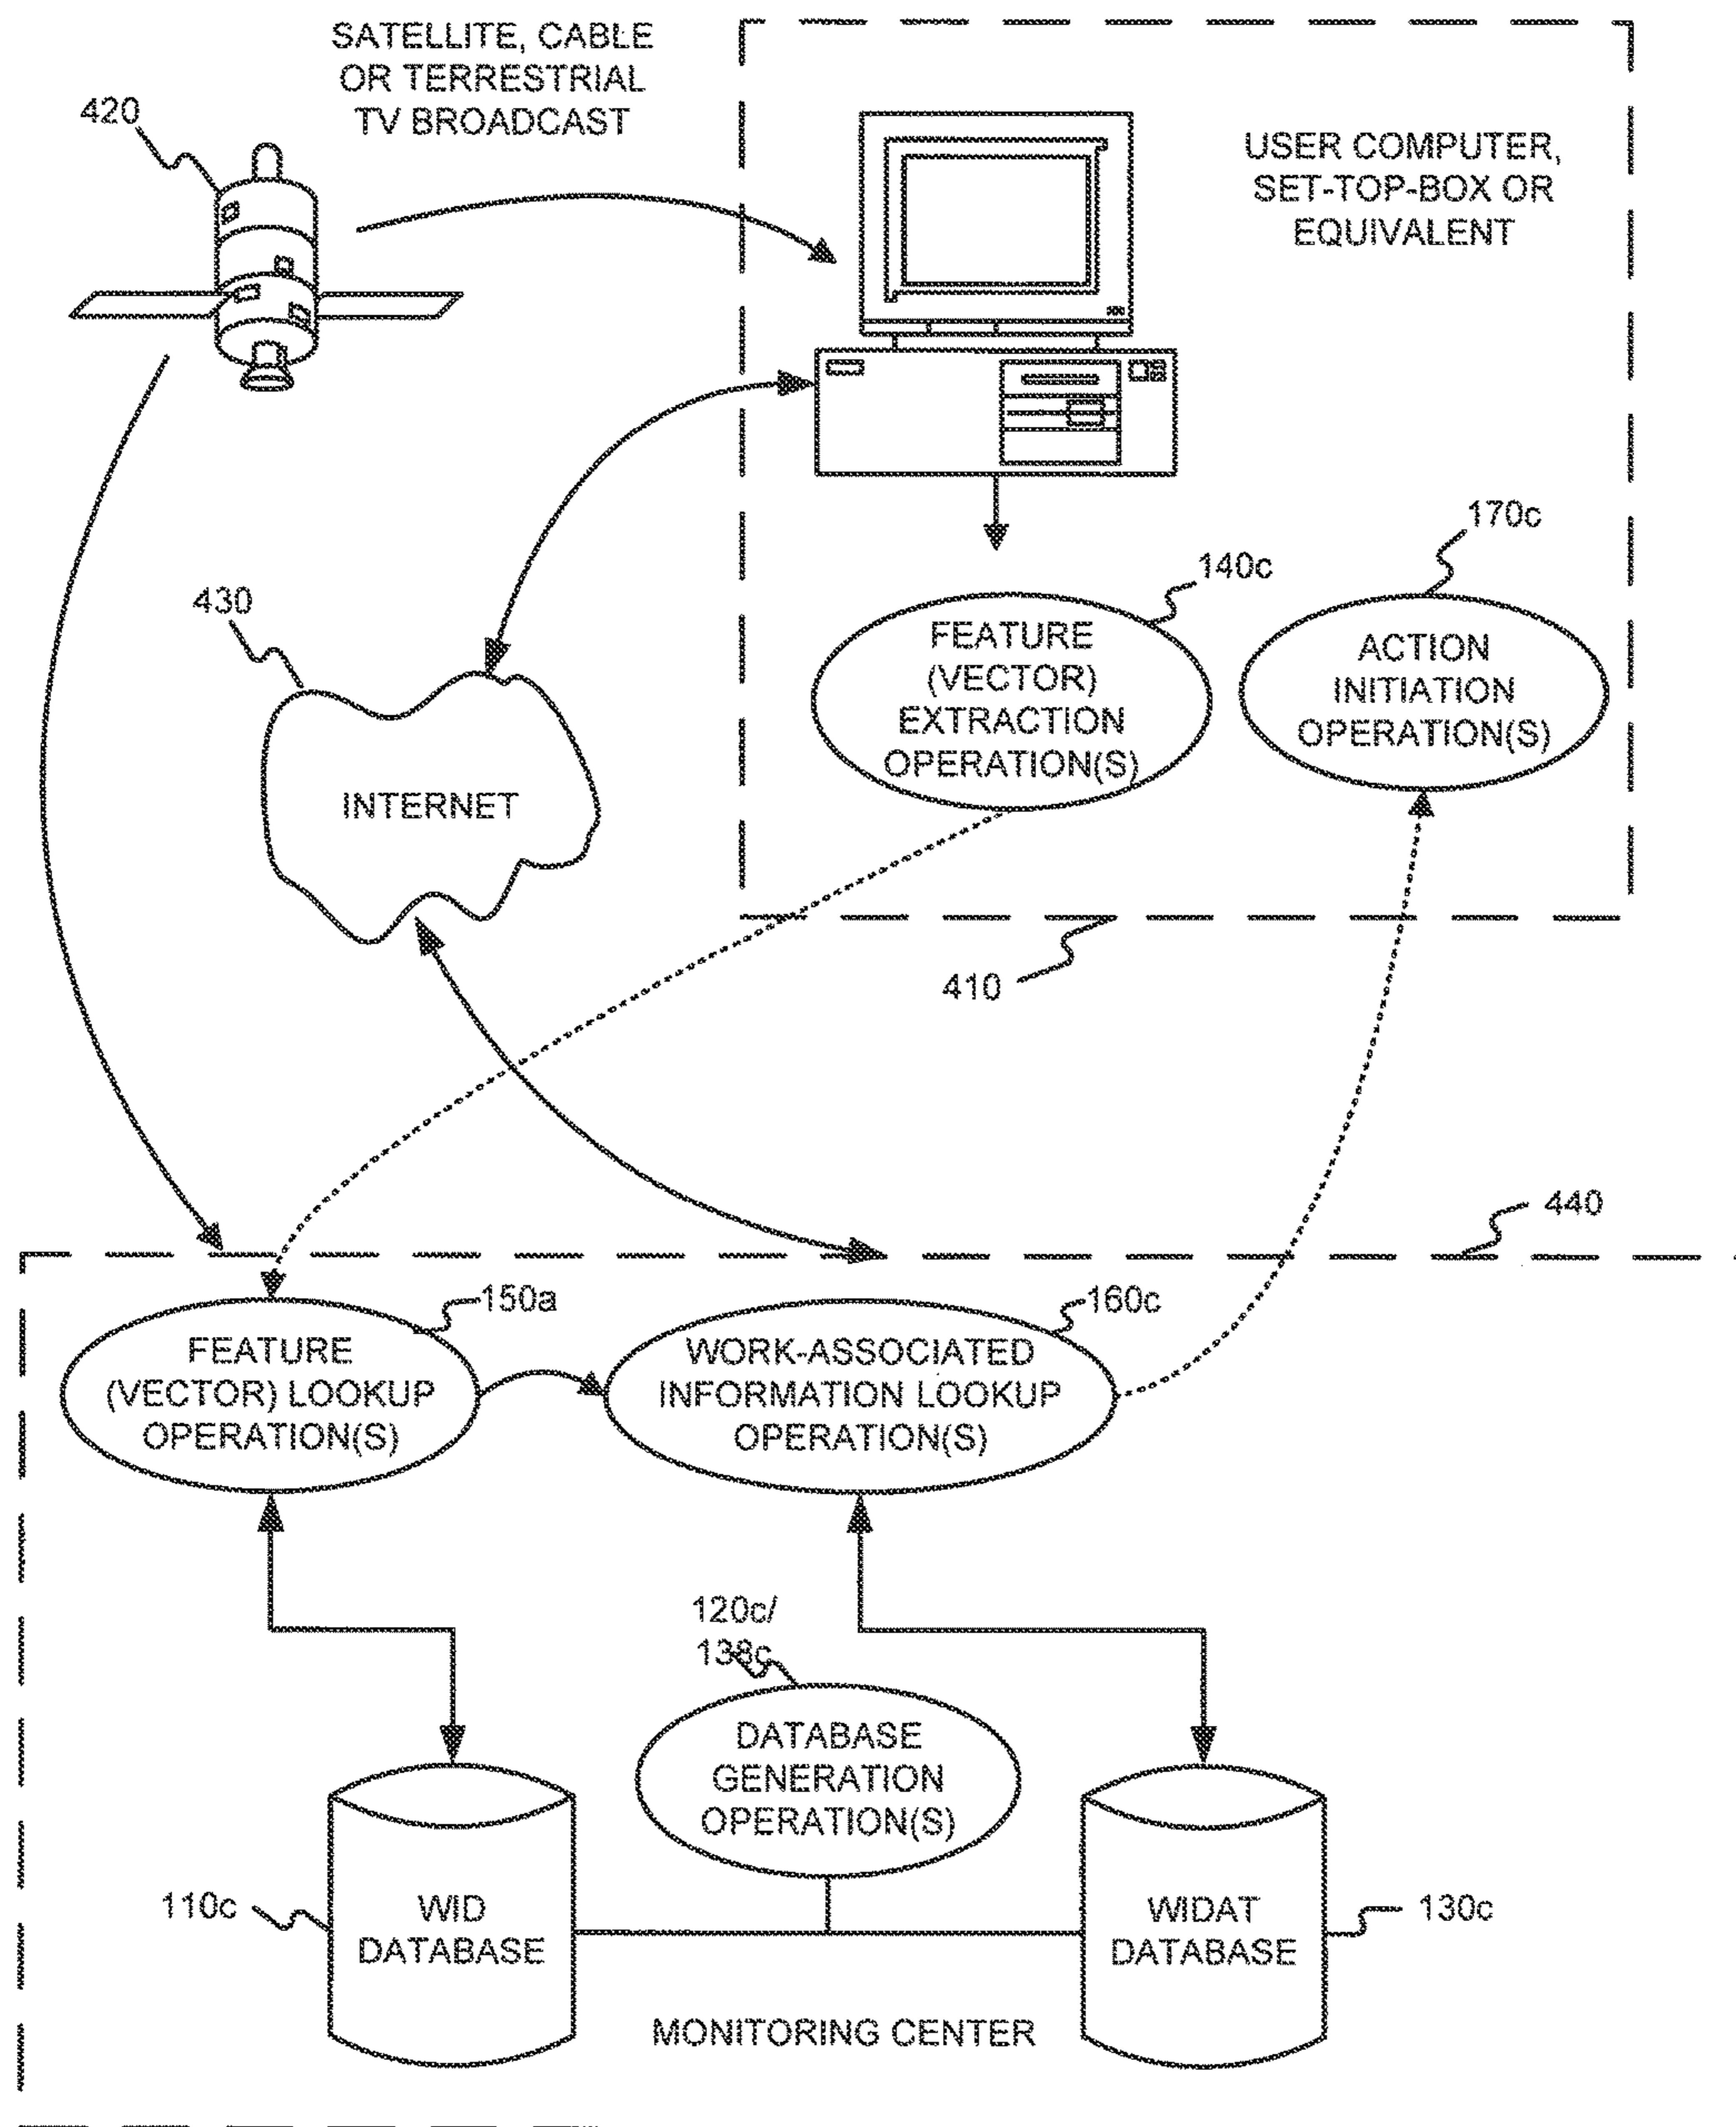 SATELLITE, CABLE
OR TERRESTRIAL
TV BROADCAST
420
USER COMPUTER,
SET-TOP-BOX OR
EQUIVALENT
170c
140c
430
FEATURE
(VECTOR)
EXTRACTION
OPERATION(S)
ACTION
INITIATION
OPERATION(S)
INTERNET
410
440
150a
160c
FEATURE
(VECTOR) LOOKUP
OPERATION(S)
WORK-ASSOCIATED
INFORMATION LOOKUP
OPERATION(S)
120c/
138c
DATABASE
GENERATION
OPERATION(S)
110c
WID
DATABASE
WIDAT
DATABASE
130c
MONITORING CENTER